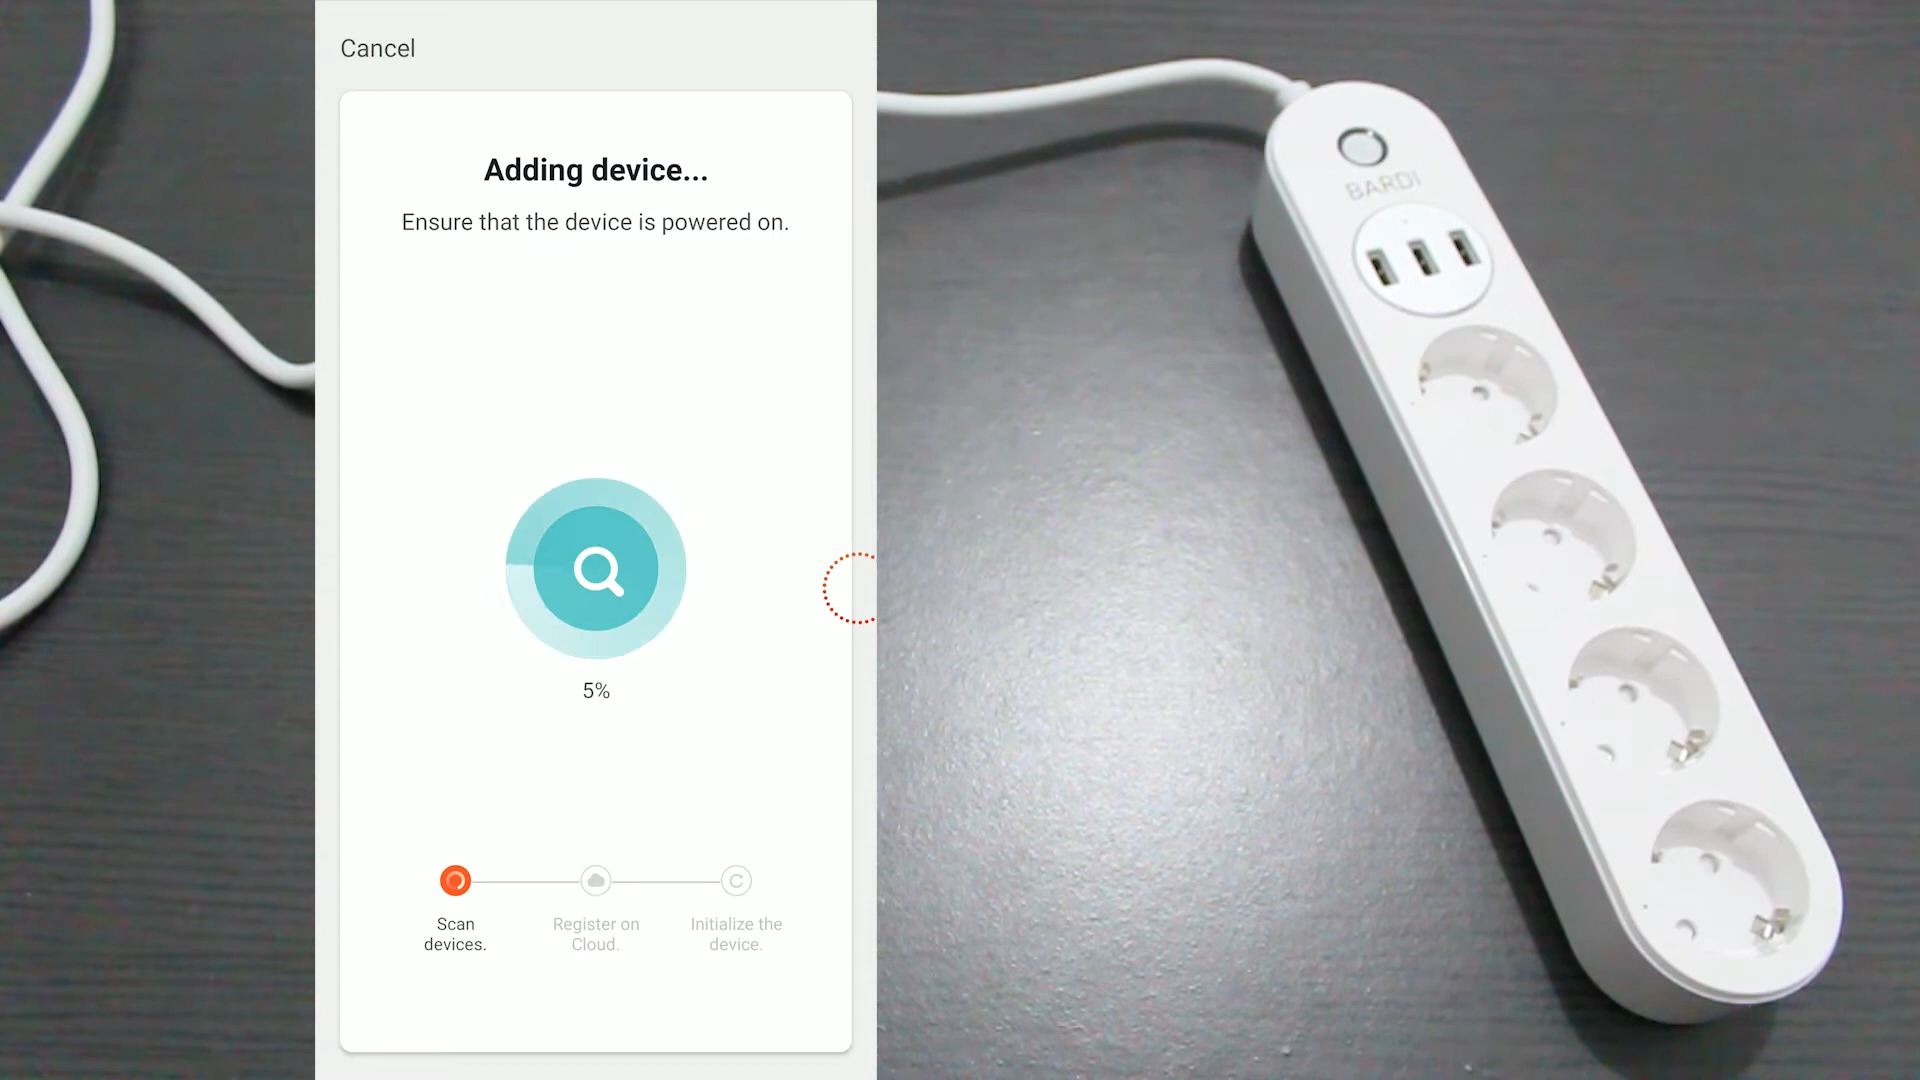 Cancel
Adding device...
Ensure that the device is powered on.
5%
Scan
devices.
Register on
Cloud.
Initialize the
device.
BARDI